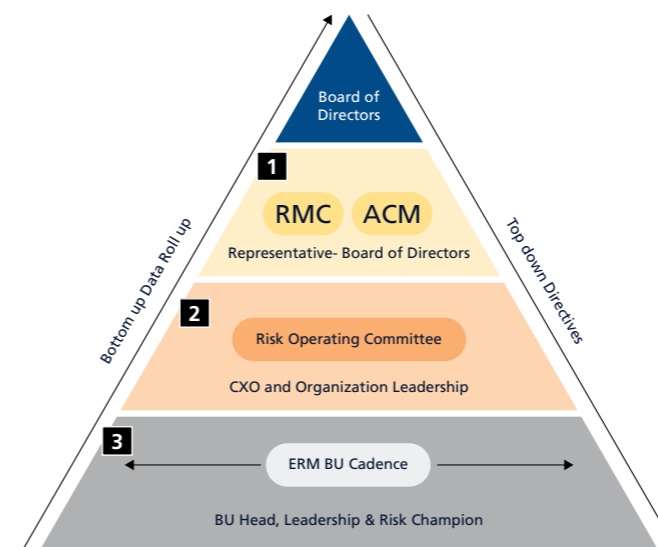 Board of
Directors
1
RMC ACM
Representative- Board of Directors
Bottom up Data Roll up
Top down Directives
2
Risk Operating Committee
CXO and Organization Leadership
3
ERM BU Cadence
BU Head, Leadership & Risk Champion